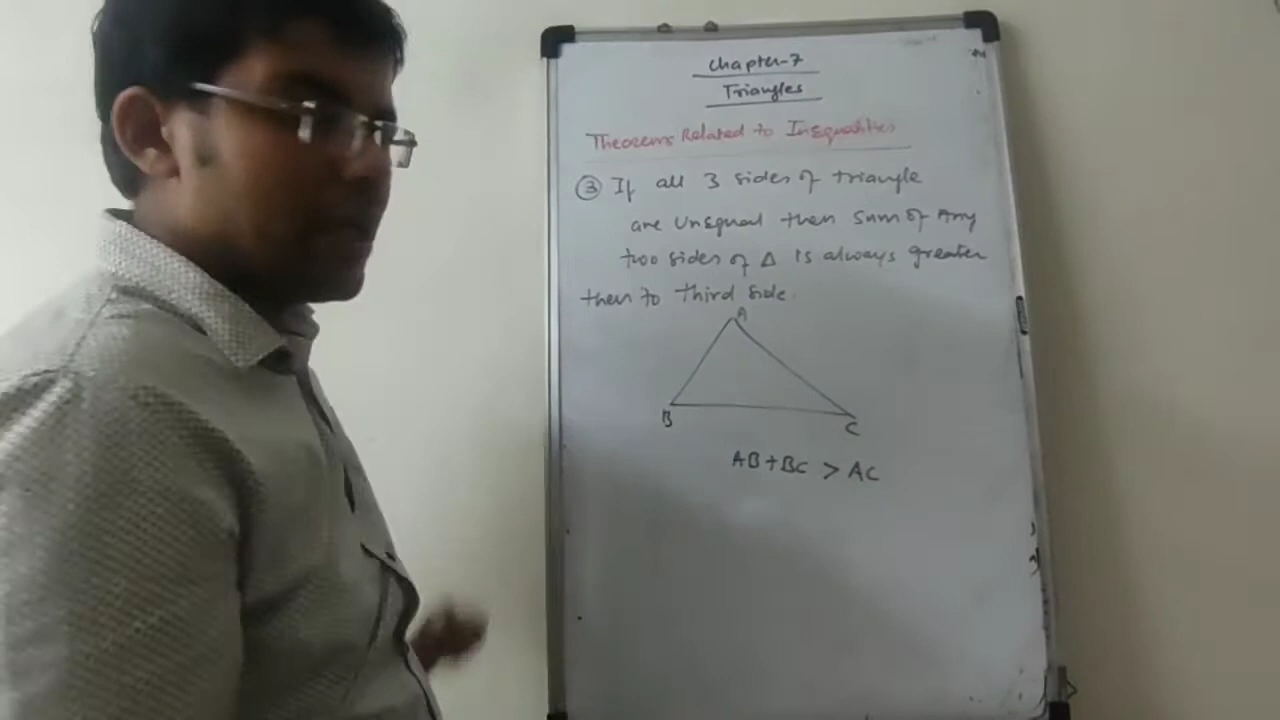 chapter-7
Triangles
Theorems Related to Inequalities
③ If all 3 sides of triangle
are Unequal then Sum of Any
two sides of Δ is always greater
then to Third side.
A
B
C
AB+BC > AC